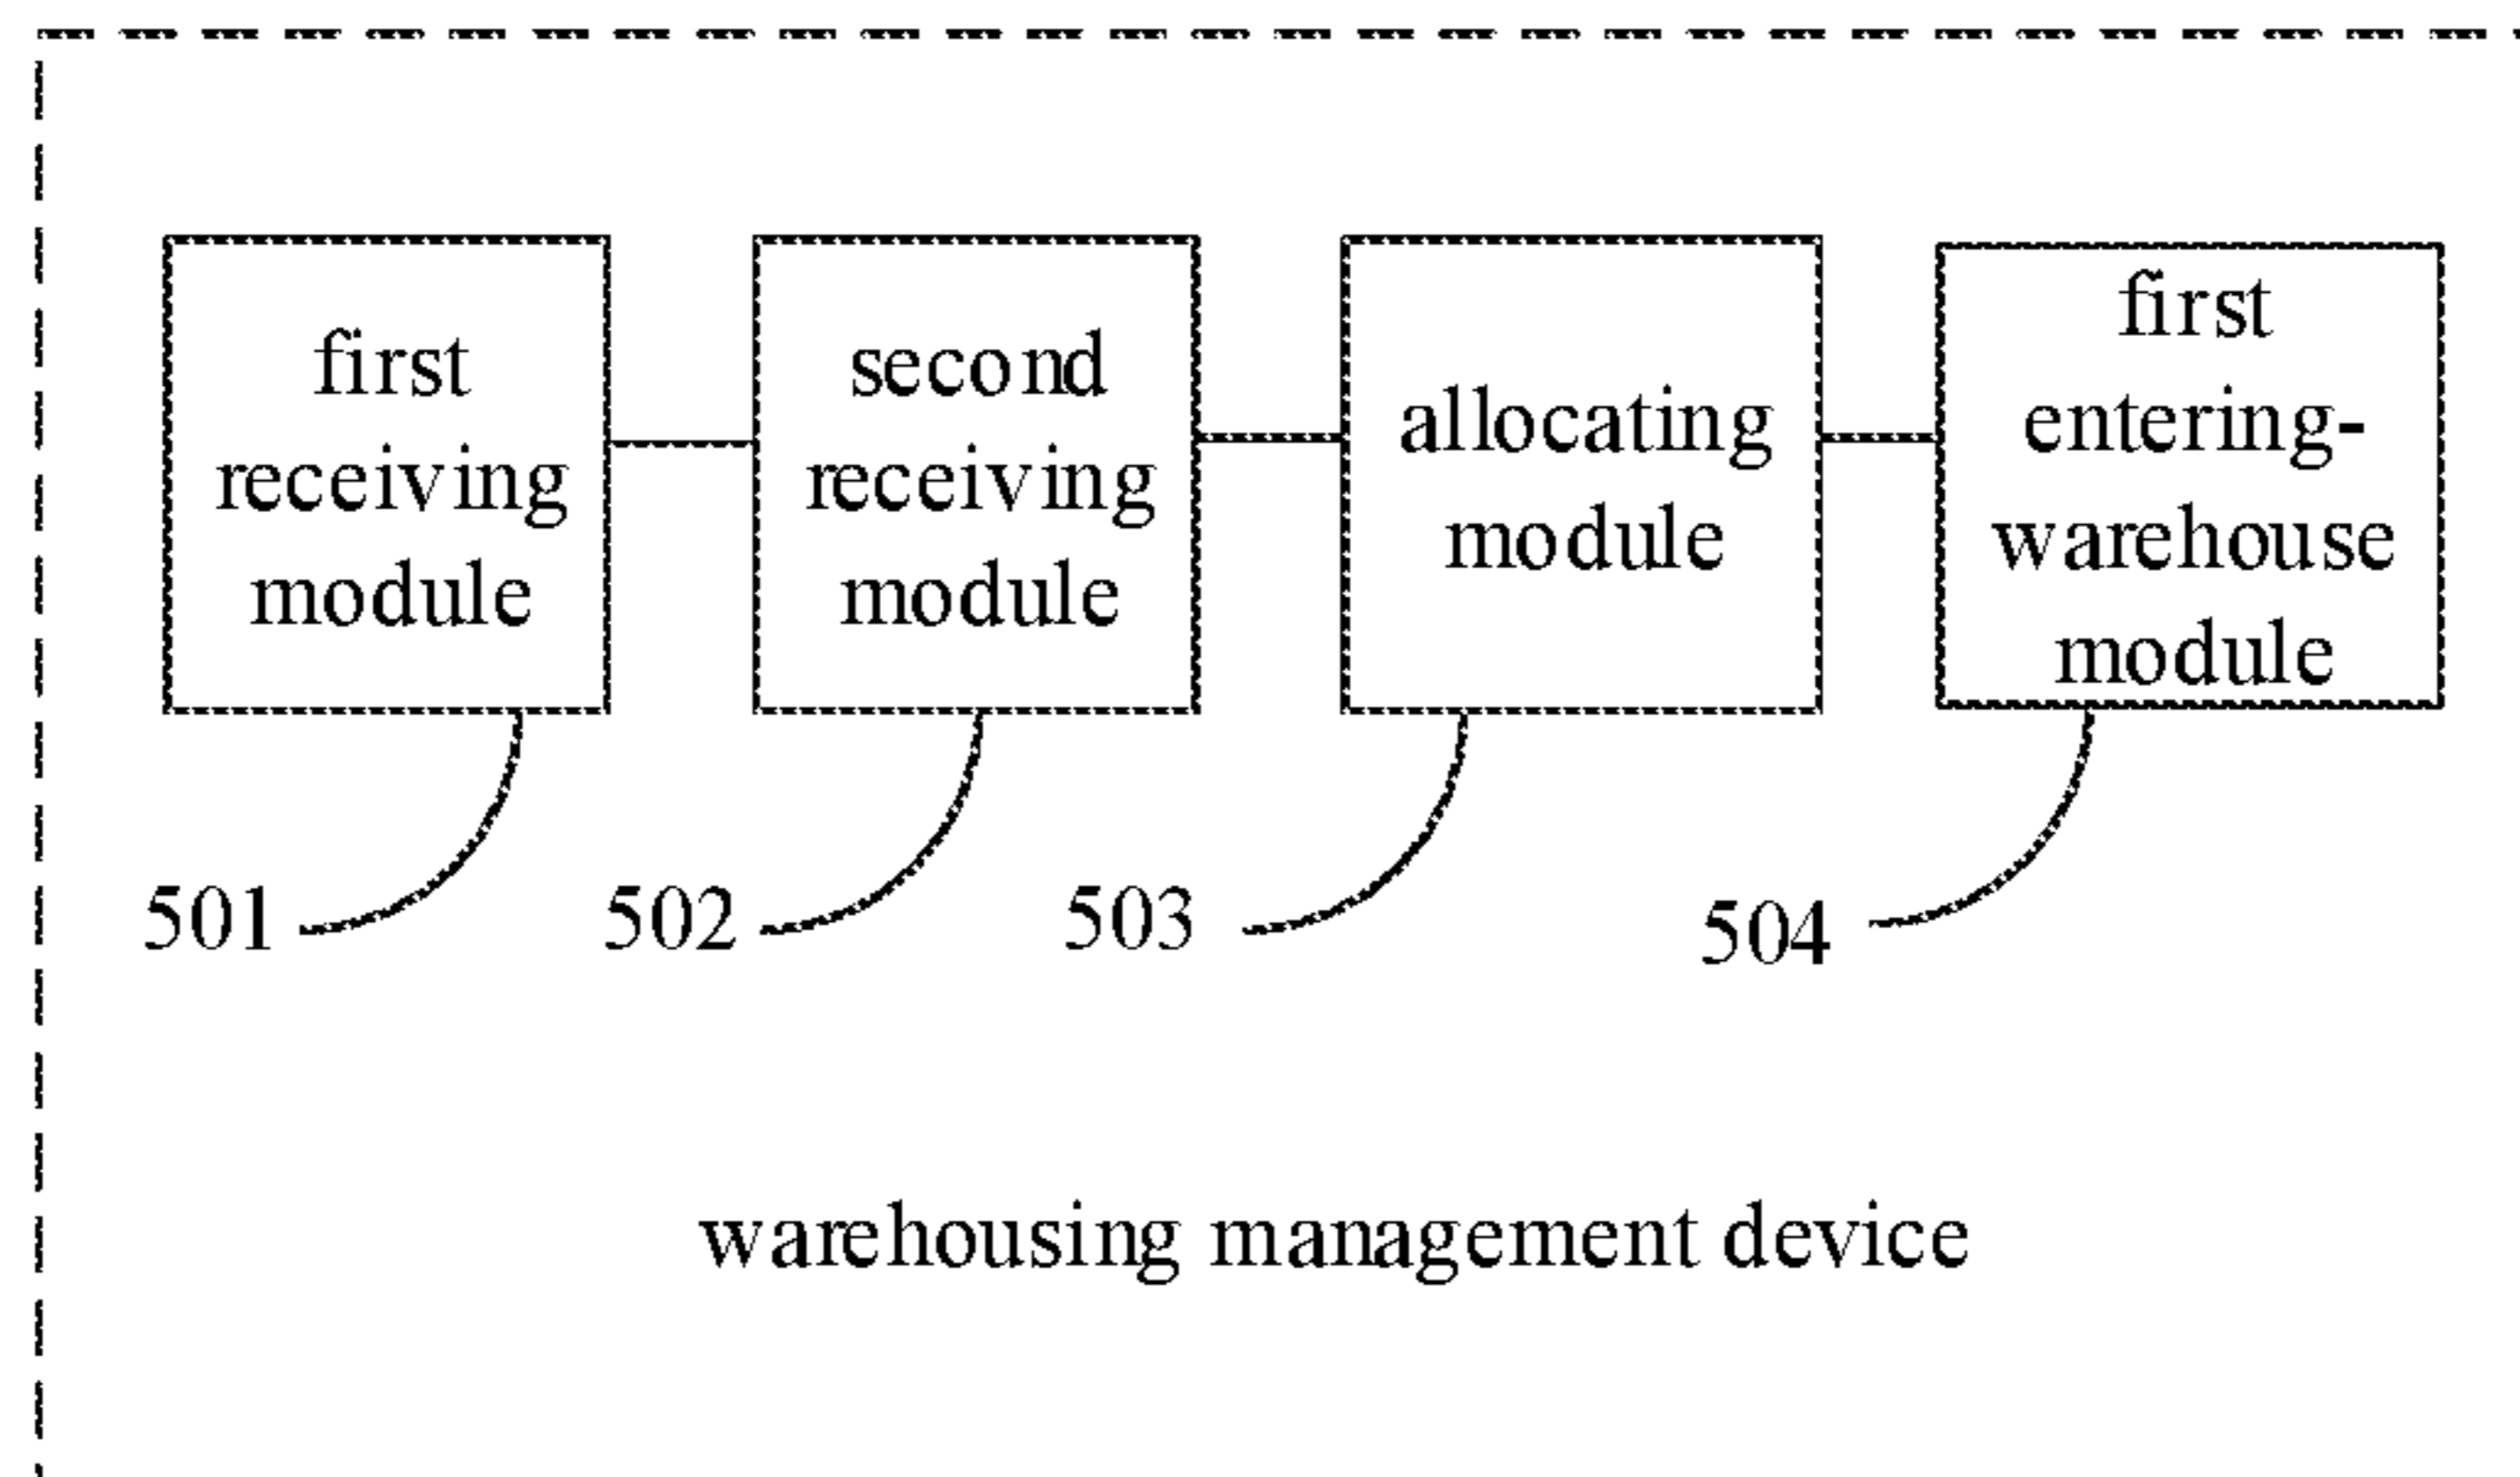 first
receiving
module
second
receiving
module
allocating
module
first
entering-
warehouse
module
501
502
503
504
warehousing management device